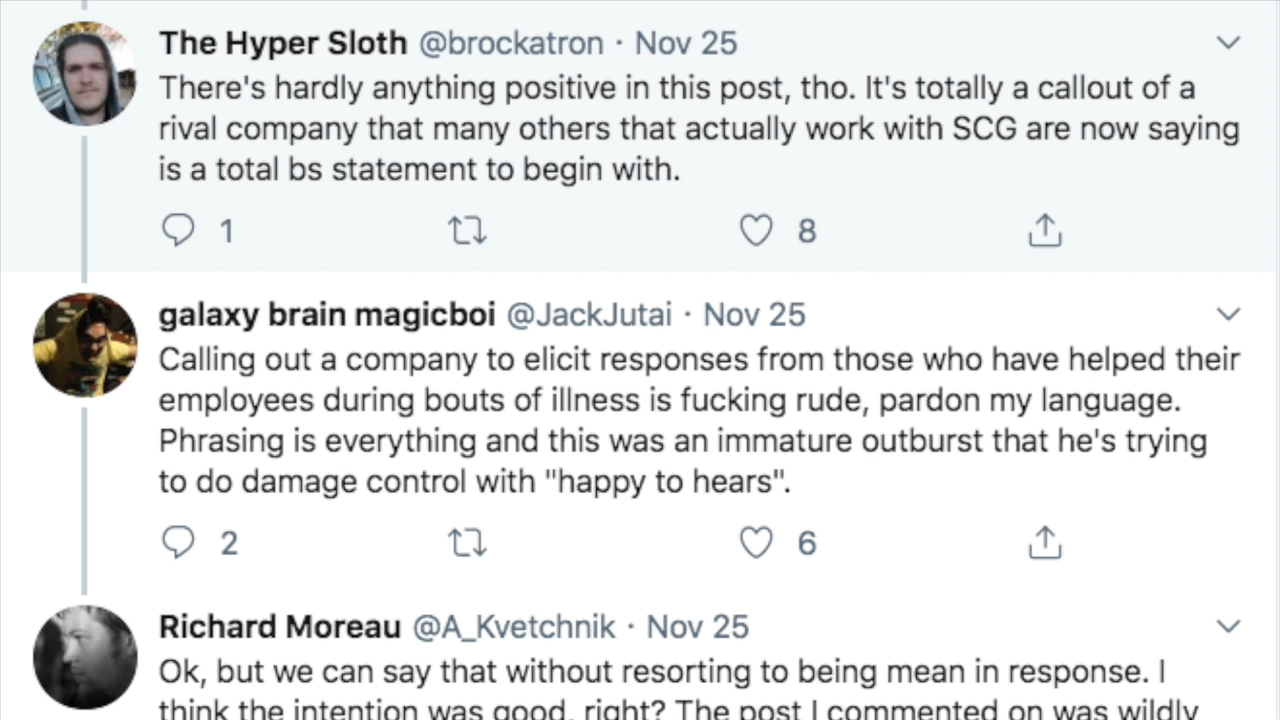 The Hyper Sloth @brockatron · Nov 25
There's hardly anything positive in this post, tho. It's totally a callout of a
rival company that many others that actually work with SCG are now saying
is a total bs statement to begin with.
1 8
galaxy brain magicboi @JackJutai · Nov 25
Calling out a company to elicit responses from those who have helped their
employees during bouts of illness is fucking rude, pardon my language.
Phrasing is everything and this was an immature outburst that he's trying
to do damage control with "happy to hears".
2 6
Richard Moreau @A_Kvetchnik · Nov 25
Ok, but we can say that without resorting to being mean in response. I
think the intention was good, right? The post I commented on was wildly